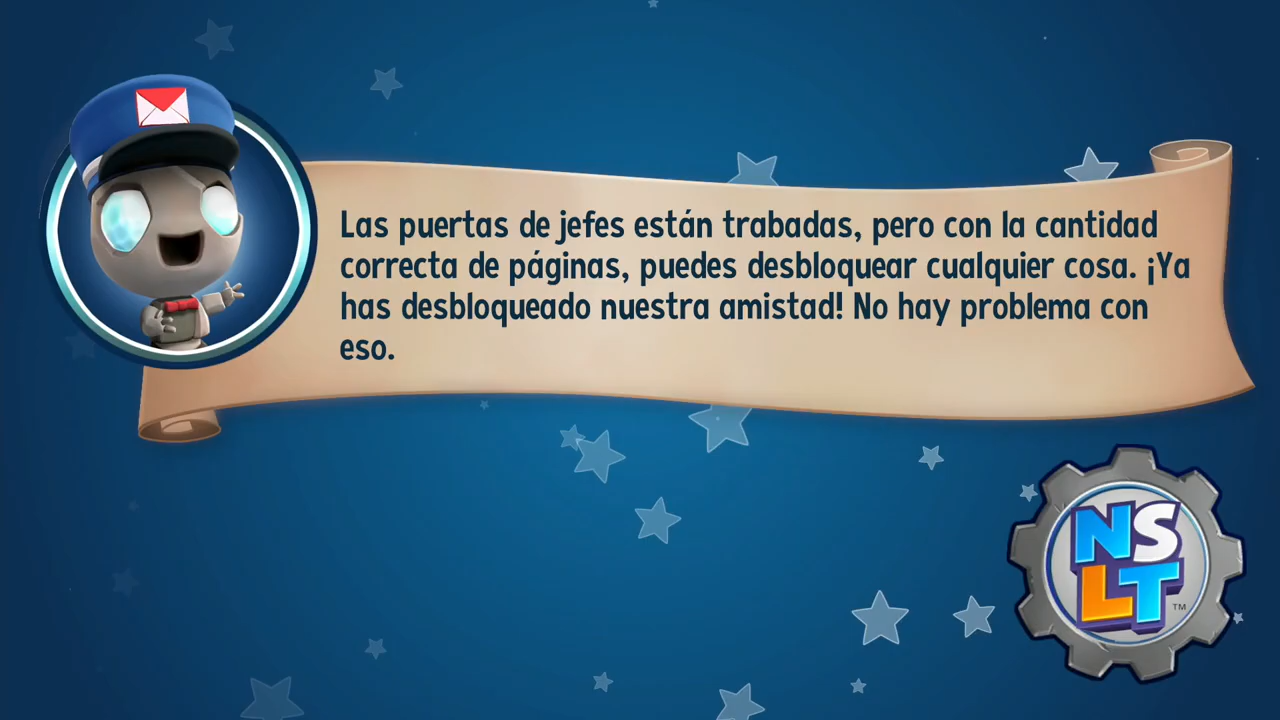 Las puertas de jefes están trabadas, pero con la cantidad
correcta de páginas, puedes desbloquear cualquier cosa. ¡Ya
has desbloqueado nuestra amistad! No hay problema con
eso.
NS
LT
TM